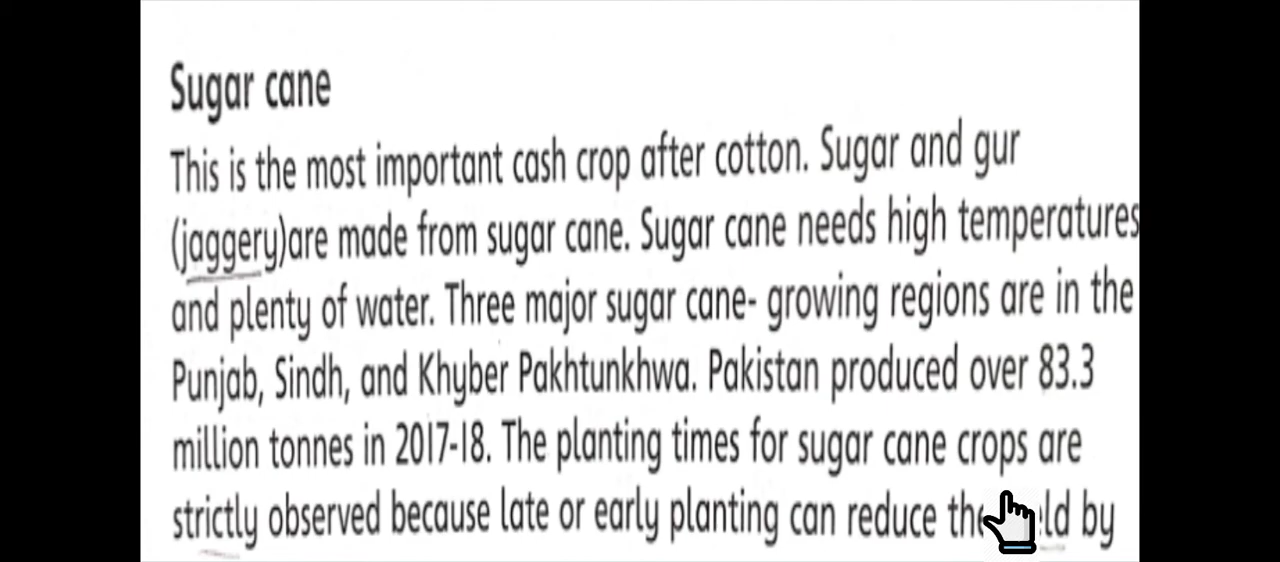 Sugar cane
This is the most important cash crop after cotton. Sugar and gur
(jaggery)are made from sugar cane. Sugar cane needs high temperatures
and plenty of water. Three major sugar cane- growing regions are in the
Punjab, Sindh, and Khyber Pakhtunkhwa. Pakistan produced over 83.3
million tonnes in 2017-18. The planting times for sugar cane crops are
strictly observed because late or early planting can reduce the by